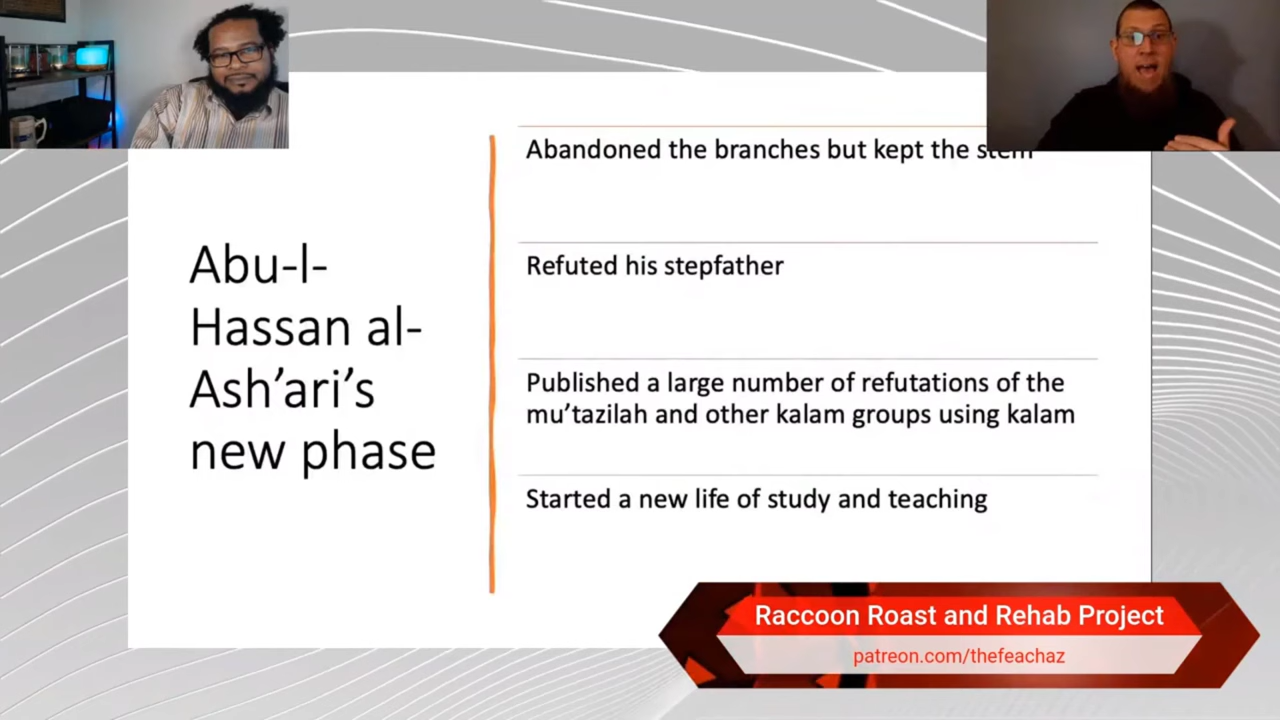 Abandoned the branches but kept the stem
Abu-l-
Hassan al-
Ash’ari’s
new phase
Refuted his stepfather
Published a large number of refutations of the
mu’tazilah and other kalam groups using kalam
Started a new life of study and teaching
Raccoon Roast and Rehab Project
patreon.com/thefeachaz